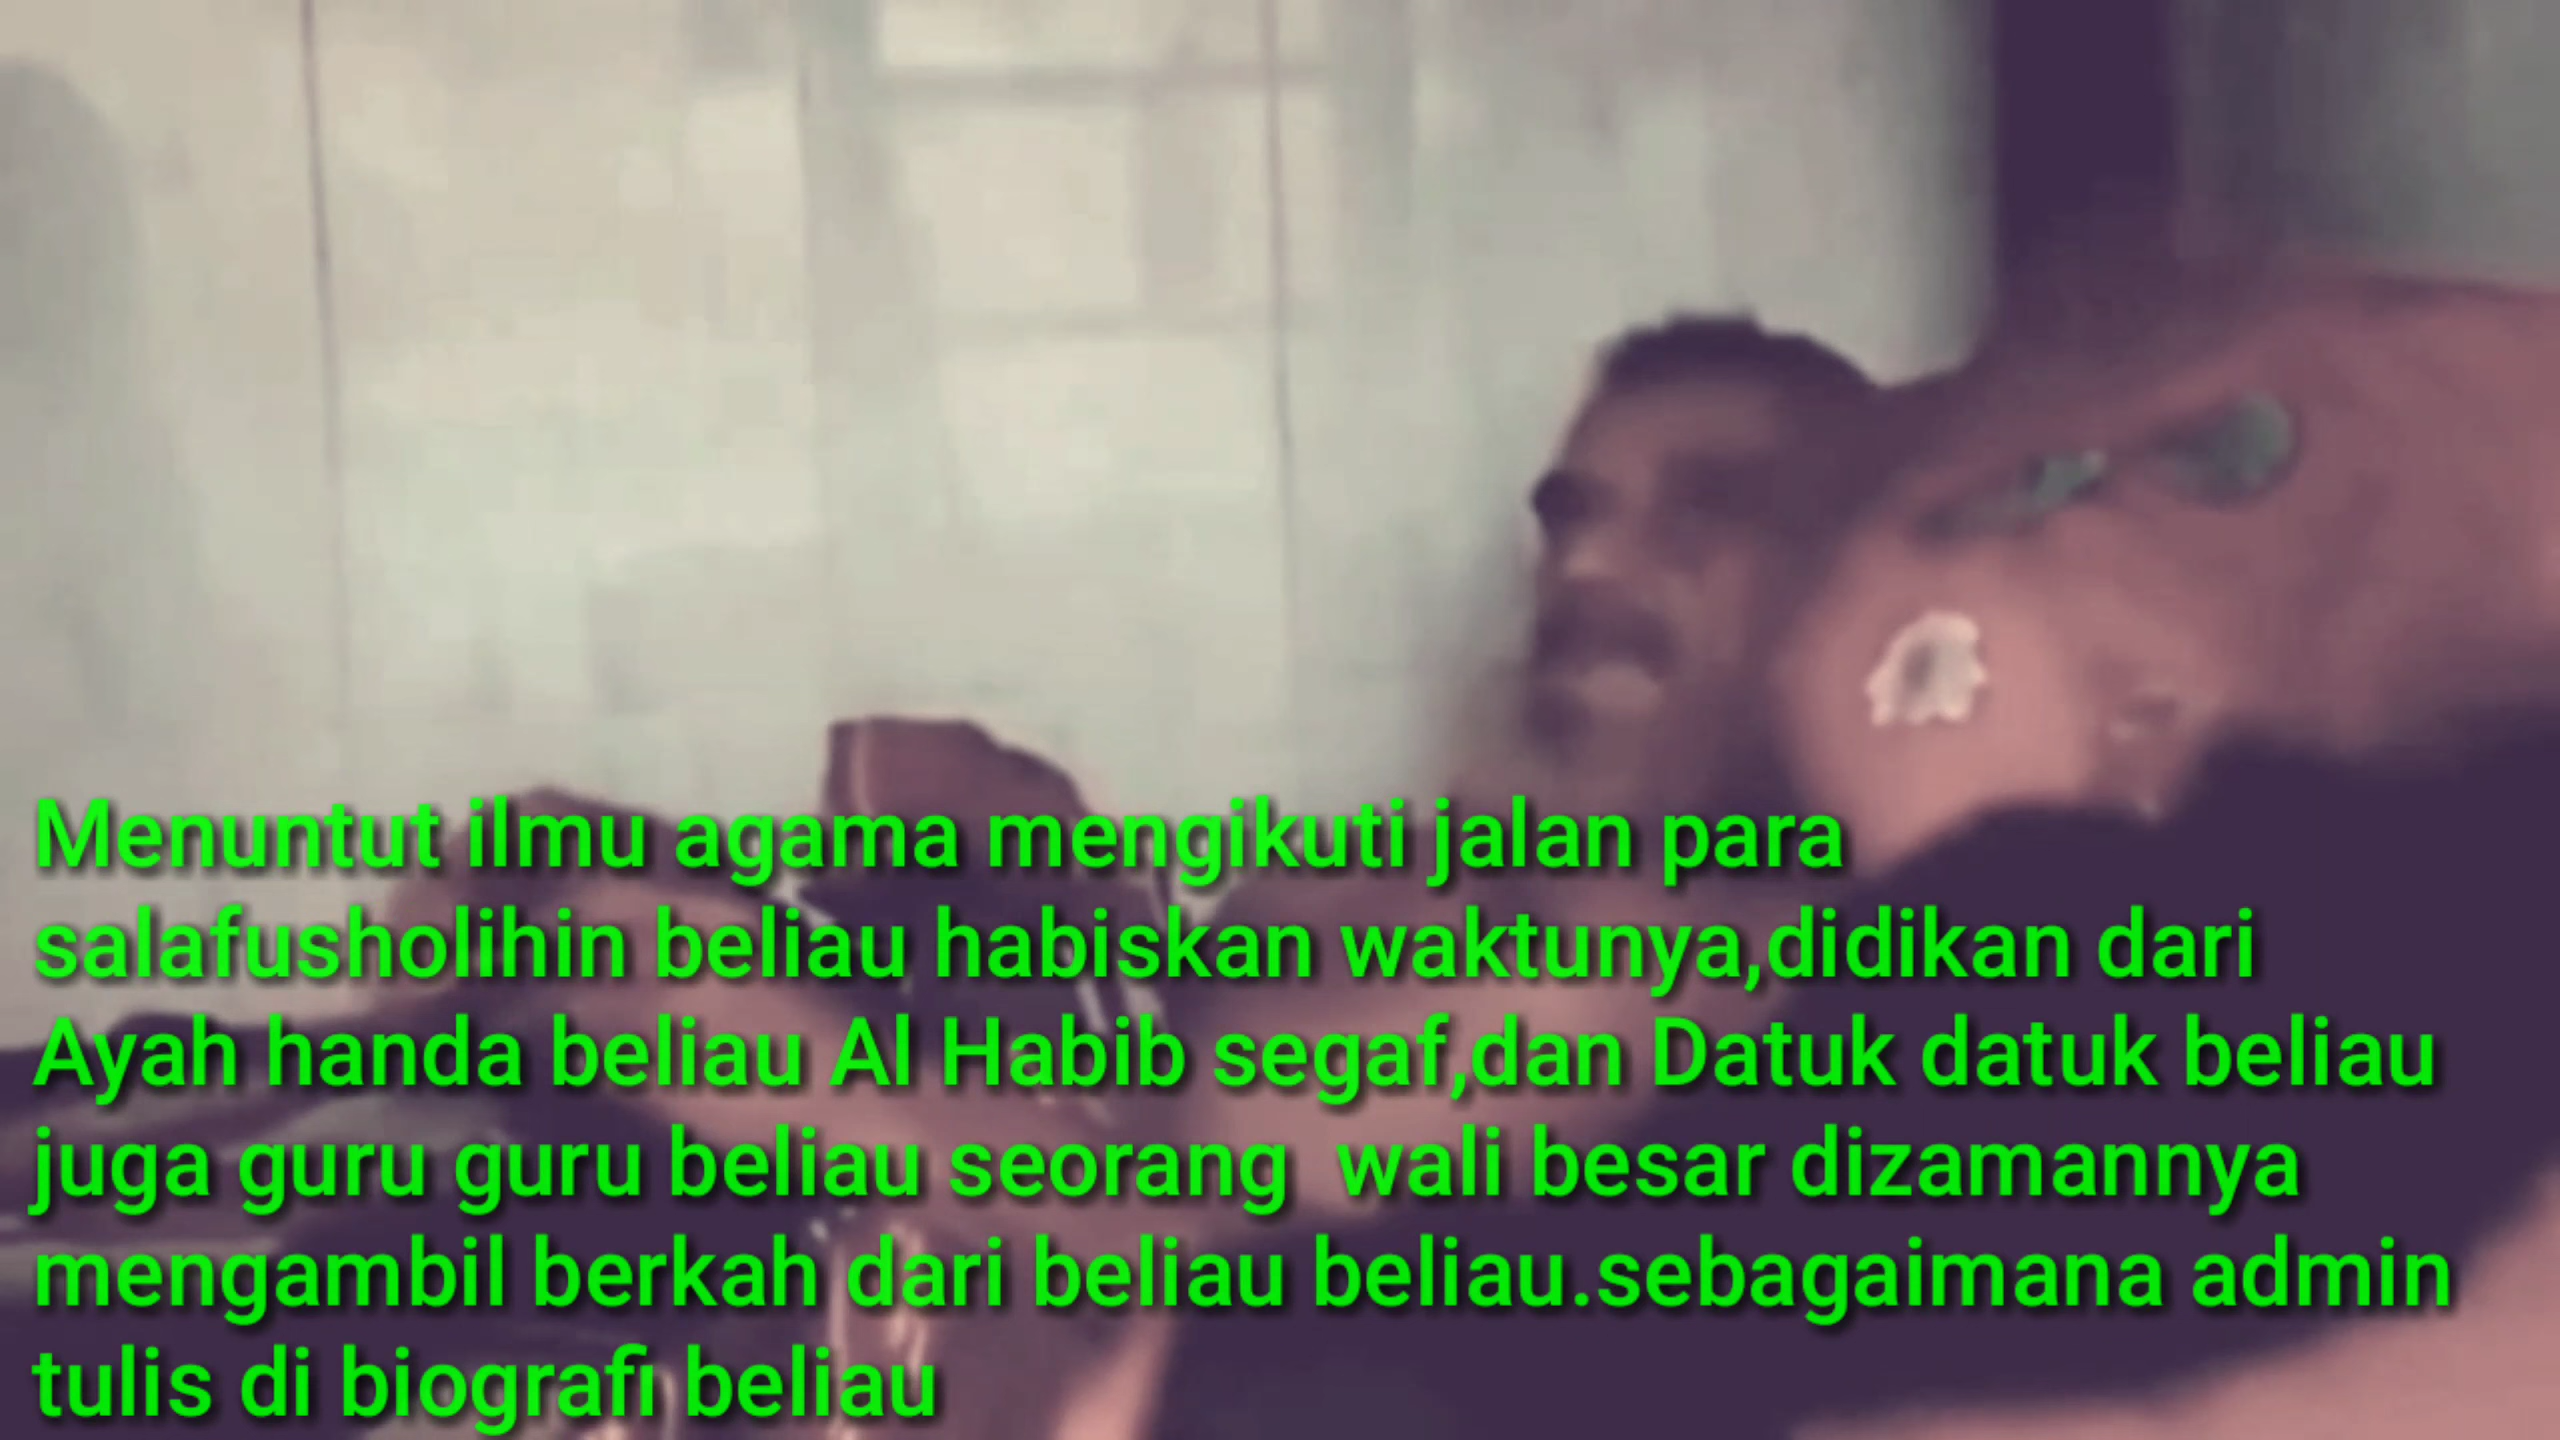 Menuntut ilmu agama mengikuti jalan para
salafusholihin beliau habiskan waktunya,didikan dari
Ayah handa beliau Al Habib segaf,dan Datuk datuk beliau
juga guru guru beliau seorang  wali besar dizamannya
mengambil berkah dari beliau beliau.sebagaimana admin
tulis di biografi beliau